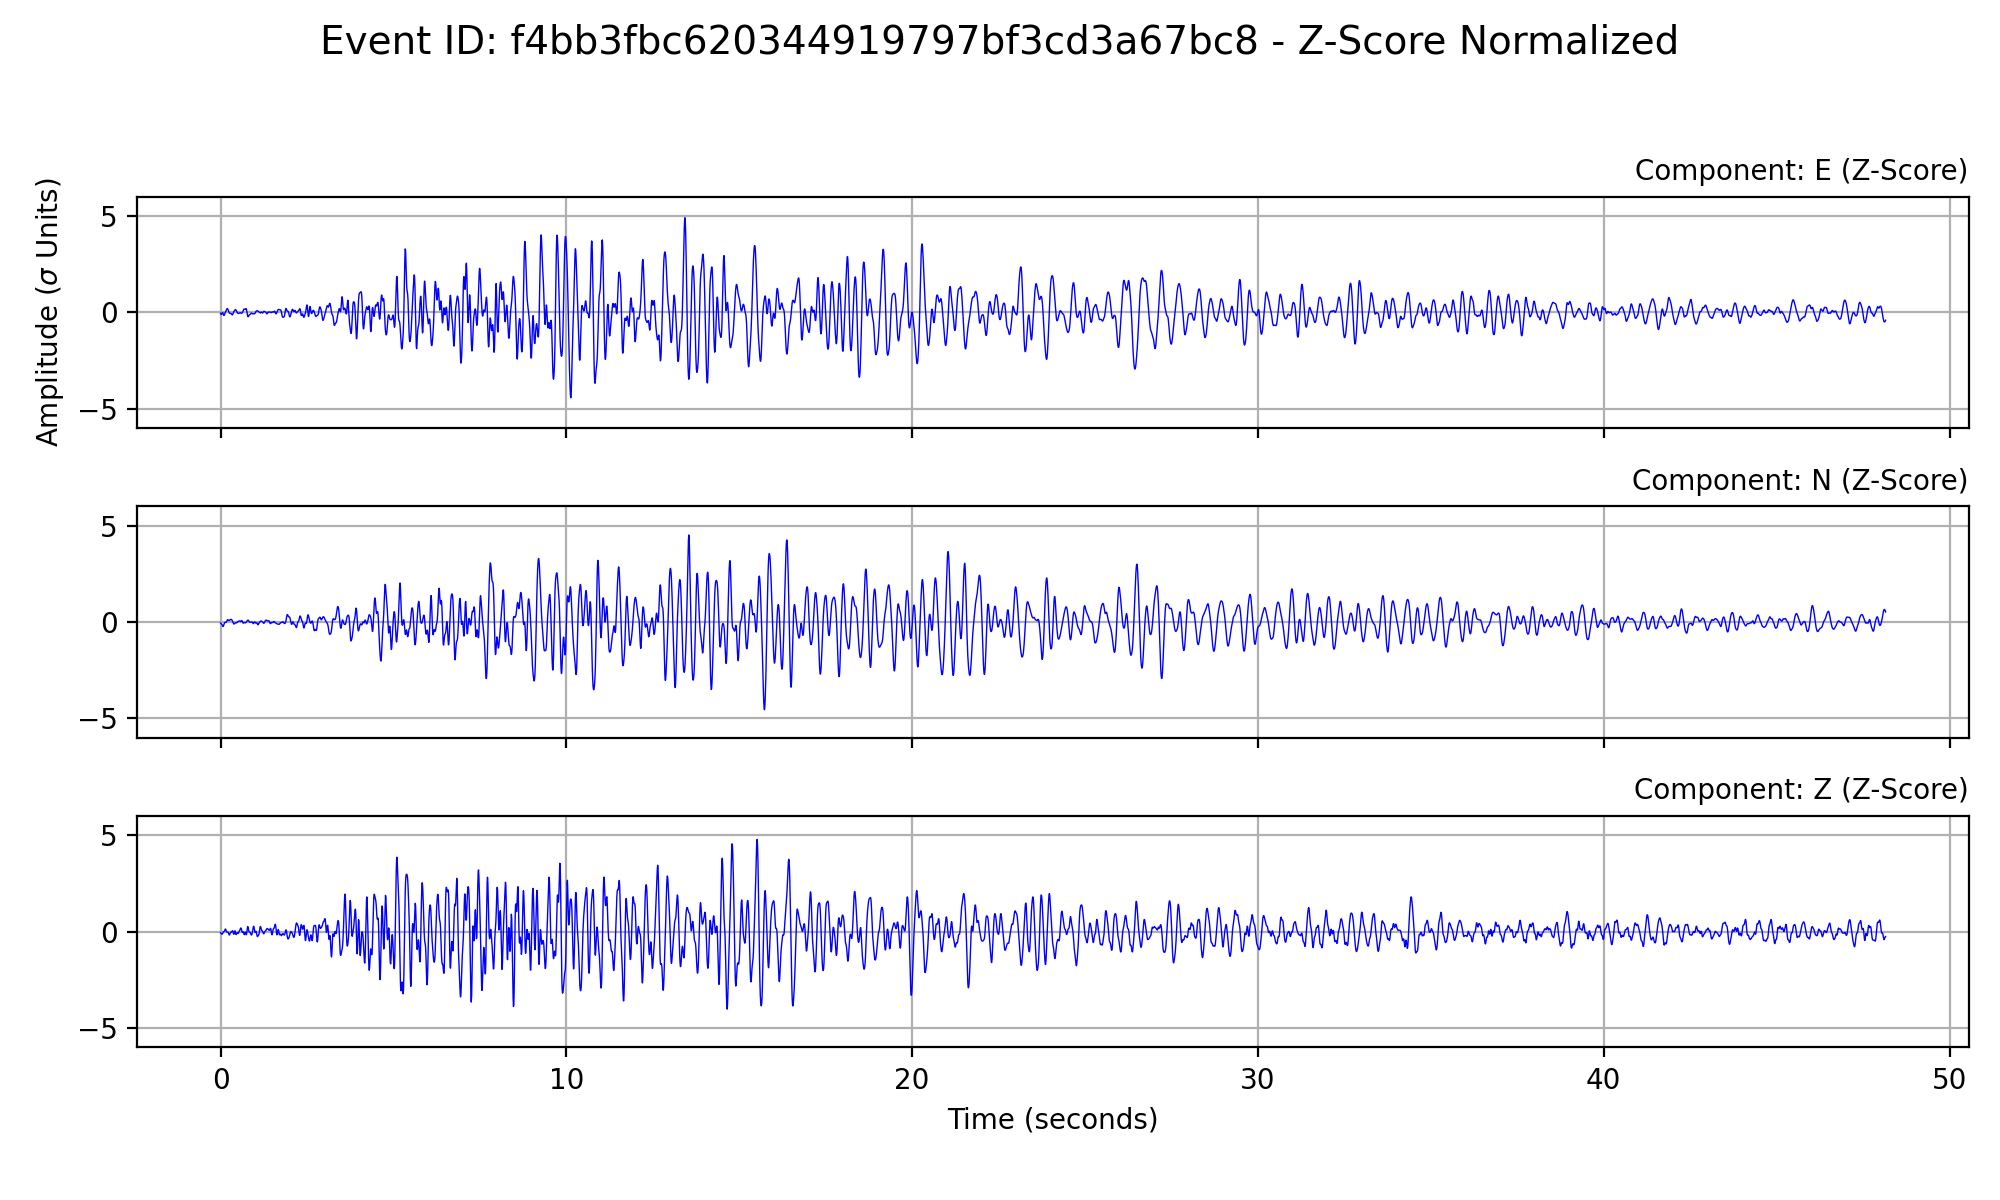 Event ID: f4bb3fbc620344919797bf3cd3a67bc8 - Z-Score Normalized
Component: E (Z-Score)
Amplitude (σ Units)
5
0
−5
Component: N (Z-Score)
5
0
−5
Component: Z (Z-Score)
5
0
−5
0 10 20 30 40 50
Time (seconds)